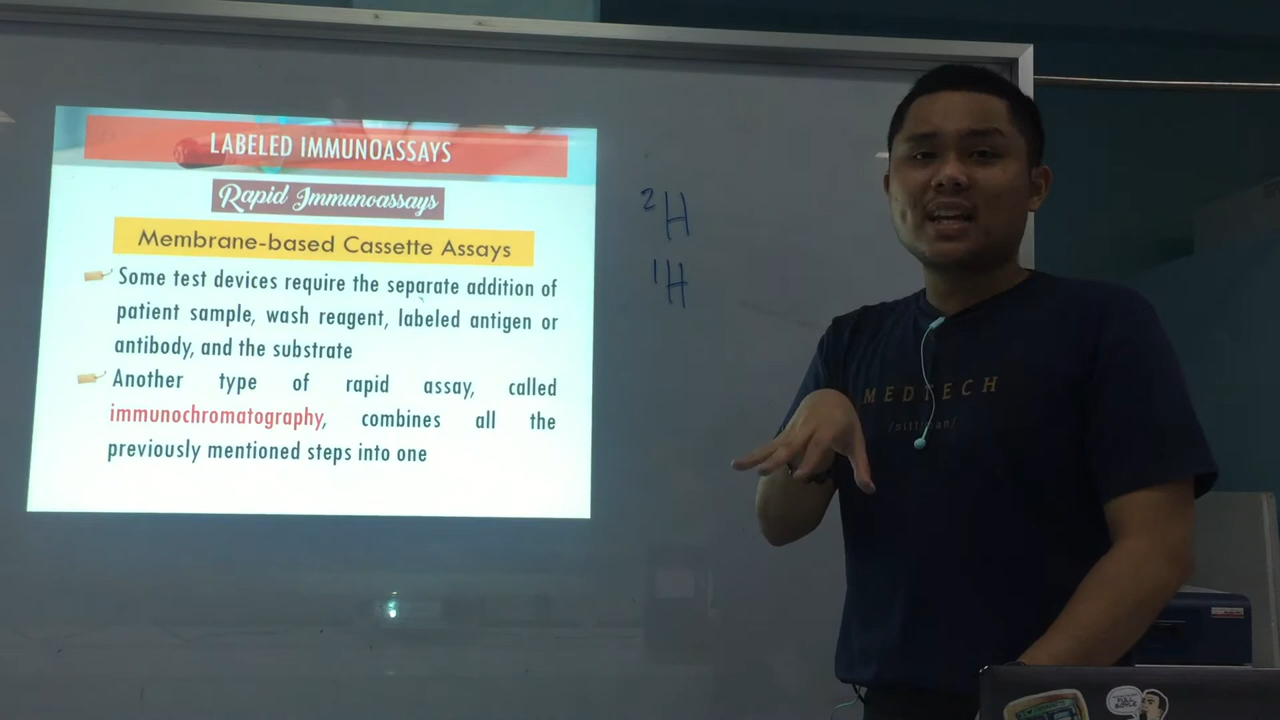 LABELED IMMUNOASSAYS
Rapid Immunoassays
Membrane-based Cassette Assays
Some test devices require the separate addition of
patient sample, wash reagent, labeled antigen or
antibody, and the substrate
Another type of rapid assay, called
immunochromatography, combines all the
previously mentioned steps into one
²H
¹H
MEDTECH